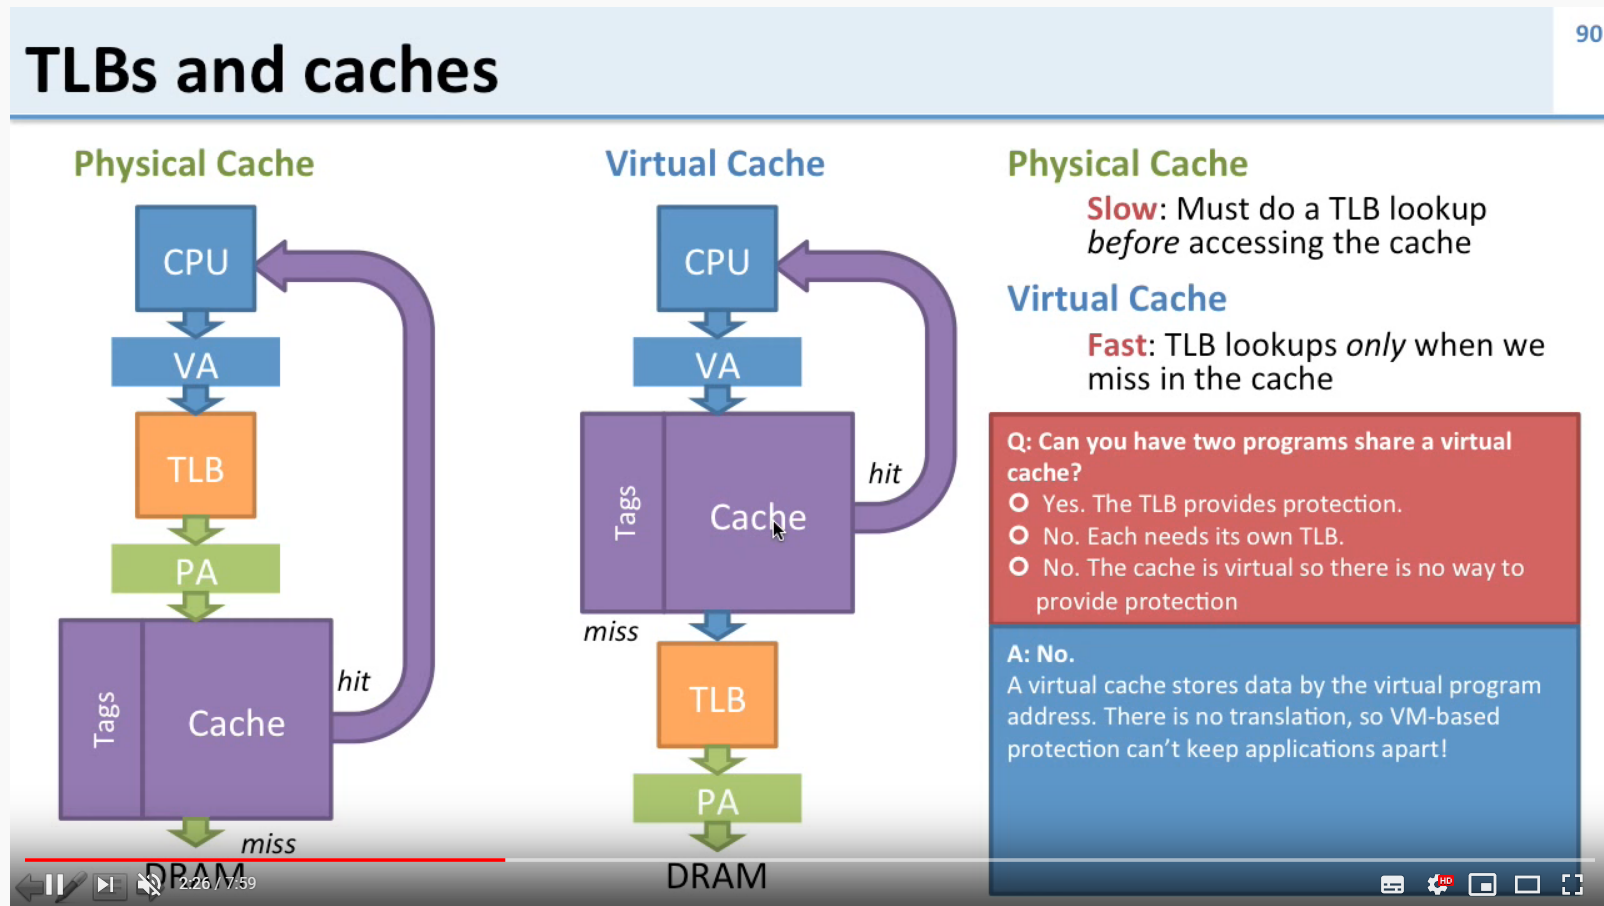 TLBs and caches
90
Physical Cache
CPU
VA
TLB
PA
Tags
Cache
hit
miss
DRAM
Virtual Cache
CPU
VA
Tags
Cache
hit
miss
TLB
PA
DRAM
Physical Cache
Slow: Must do a TLB lookup
before accessing the cache
Virtual Cache
Fast: TLB lookups only when we
miss in the cache
Q: Can you have two programs share a virtual
cache?
Yes. The TLB provides protection.
No. Each needs its own TLB.
No. The cache is virtual so there is no way to
provide protection
A: No.
A virtual cache stores data by the virtual program
address. There is no translation, so VM-based
protection can't keep applications apart!
2:26 / 7:59
HD